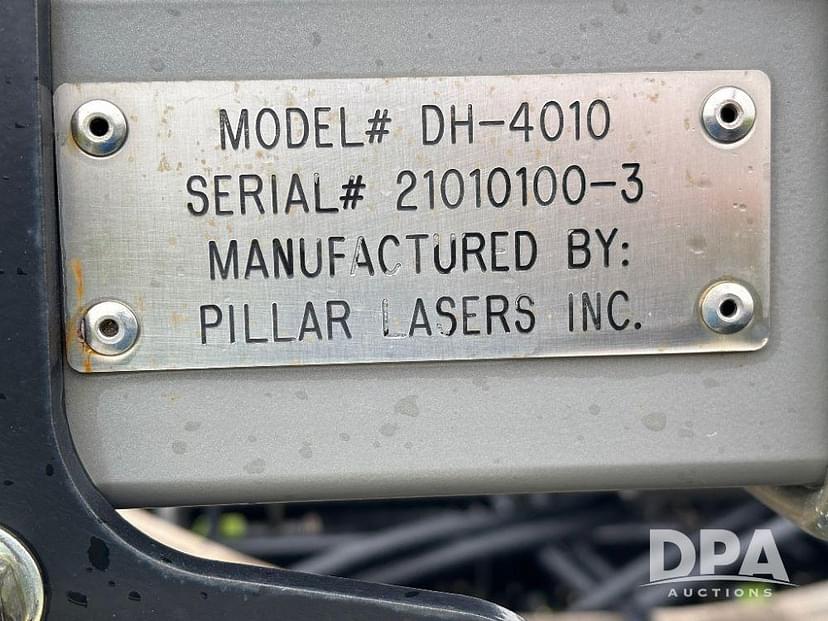 MODEL# DH-4010
SERIAL# 21010100-3
MANUFACTURED BY:
PILLAR LASERS INC.
DPA
AUCTIONS